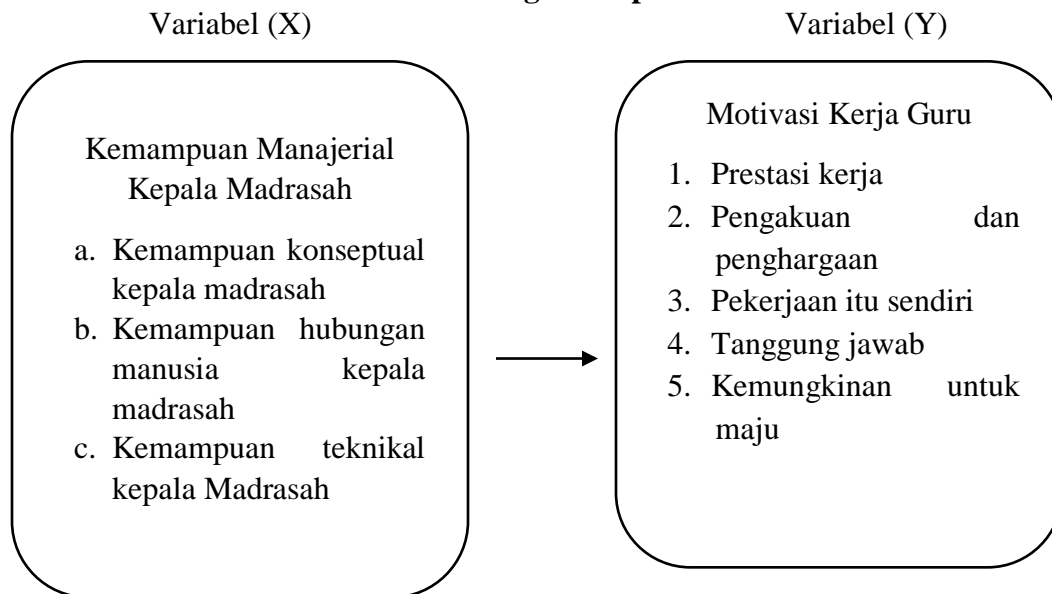 Variabel (X)
Variabel (Y)
Kemampuan Manajerial
Kepala Madrasah
a. Kemampuan konseptual
kepala madrasah
b. Kemampuan hubungan
manusia kepala
madrasah
c. Kemampuan teknikal
kepala Madrasah
Motivasi Kerja Guru
1. Prestasi kerja
2. Pengakuan dan
penghargaan
3. Pekerjaan itu sendiri
4. Tanggung jawab
5. Kemungkinan untuk
maju